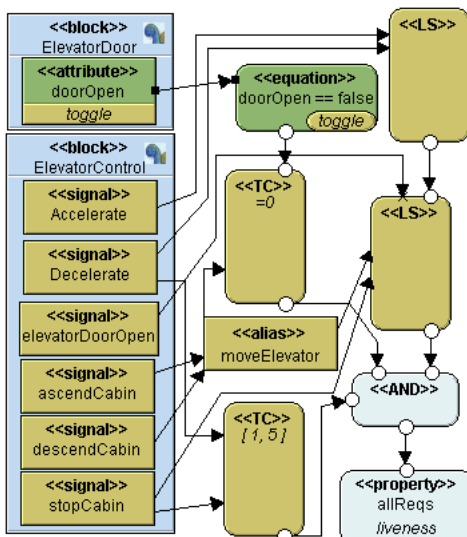 <<block>>
ElevatorDoor
<<attribute>>
doorOpen
toggle
<<equation>>
doorOpen == false
toggle
<<LS>>
<<block>>
ElevatorControl
<<signal>>
Accelerate
<<signal>>
Decelerate
<<signal>>
elevatorDoorOpen
<<signal>>
ascendCabin
<<signal>>
descendCabin
<<signal>>
stopCabin
<<TC>>
=0
<<LS>>
<<alias>>
moveElevator
<<TC>>
[1,5]
<<AND>>
<<property>>
allReqs
liveness